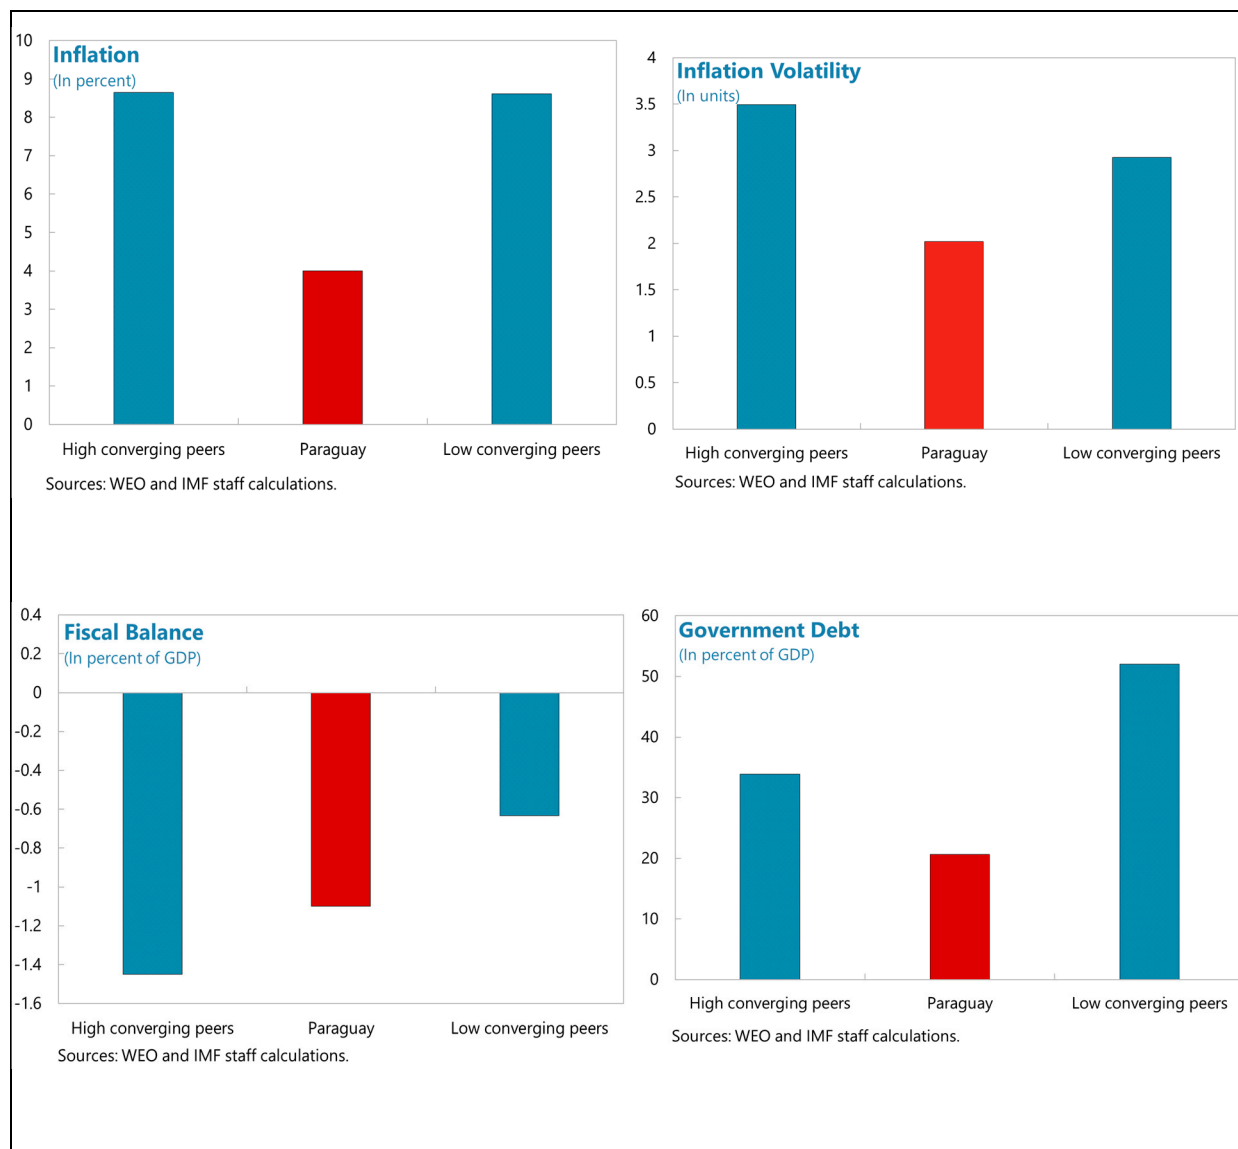 Inflation
(In percent)
10
9
8
7
6
5
4
3
2
1
0
High converging peers
Paraguay
Low converging peers
Sources: WEO and IMF staff calculations.
Inflation Volatility
(In units)
4
3.5
3
2.5
2
1.5
1
0.5
0
High converging peers
Paraguay
Low converging peers
Sources: WEO and IMF staff calculations.
Fiscal Balance
(In percent of GDP)
0.4
0.2
0
-0.2
-0.4
-0.6
-0.8
-1
-1.2
-1.4
-1.6
High converging peers
Paraguay
Low converging peers
Sources: WEO and IMF staff calculations.
Government Debt
(In percent of GDP)
60
50
40
30
20
10
0
High converging peers
Paraguay
Low converging peers
Sources: WEO and IMF staff calculations.